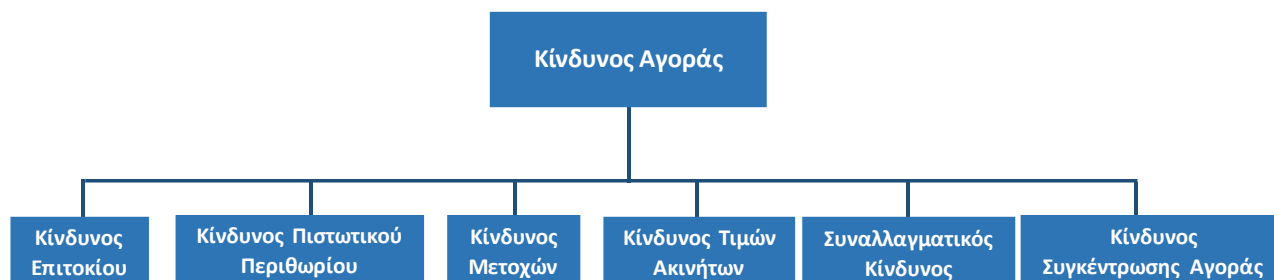 Κίνδυνος Αγοράς
Κίνδυνος
Επιτοκίου
Κίνδυνος Πιστωτικού
Περιθωρίου
Κίνδυνος
Μετοχών
Κίνδυνος Τιμών
Ακινήτων
Συναλλαγματικός
Κίνδυνος
Κίνδυνος
Συγκέντρωσης Αγοράς